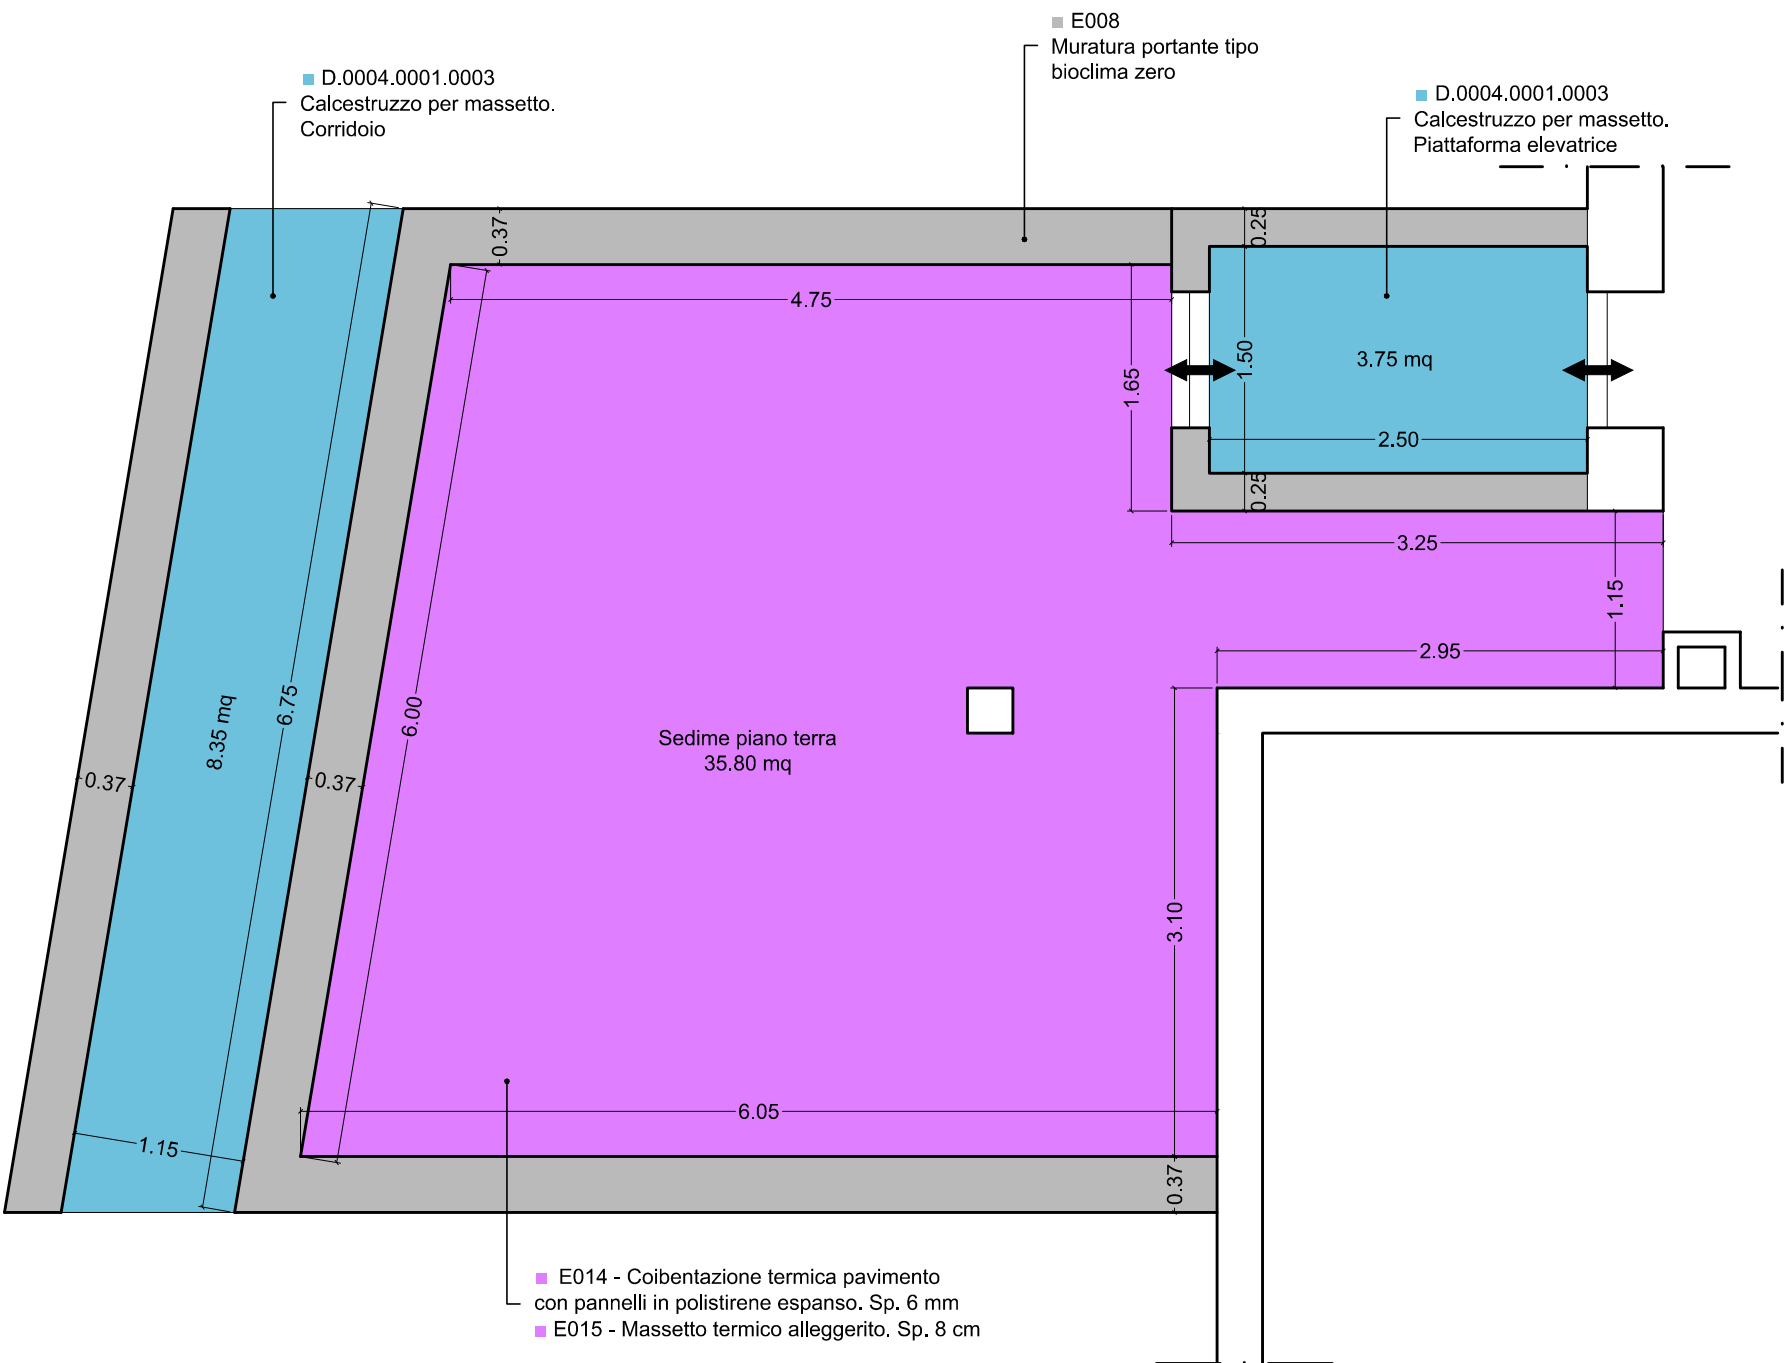 E008
Muratura portante tipo
bioclima zero
D.0004.0001.0003
Calcestruzzo per massetto.
Corridoio
D.0004.0001.0003
Calcestruzzo per massetto.
Piattaforma elevatrice
0.37
0.25
4.75
1.65
1.50
3.75 mq
2.50
0.25
3.25
1.15
2.95
8.35 mq
6.75
6.00
0.37
0.37
Sedime piano terra
35.80 mq
3.10
6.05
1.15
0.37
E014 - Coibentazione termica pavimento
con pannelli in polistirene espanso. Sp. 6 mm
E015 - Massetto termico alleggerito. Sp. 8 cm